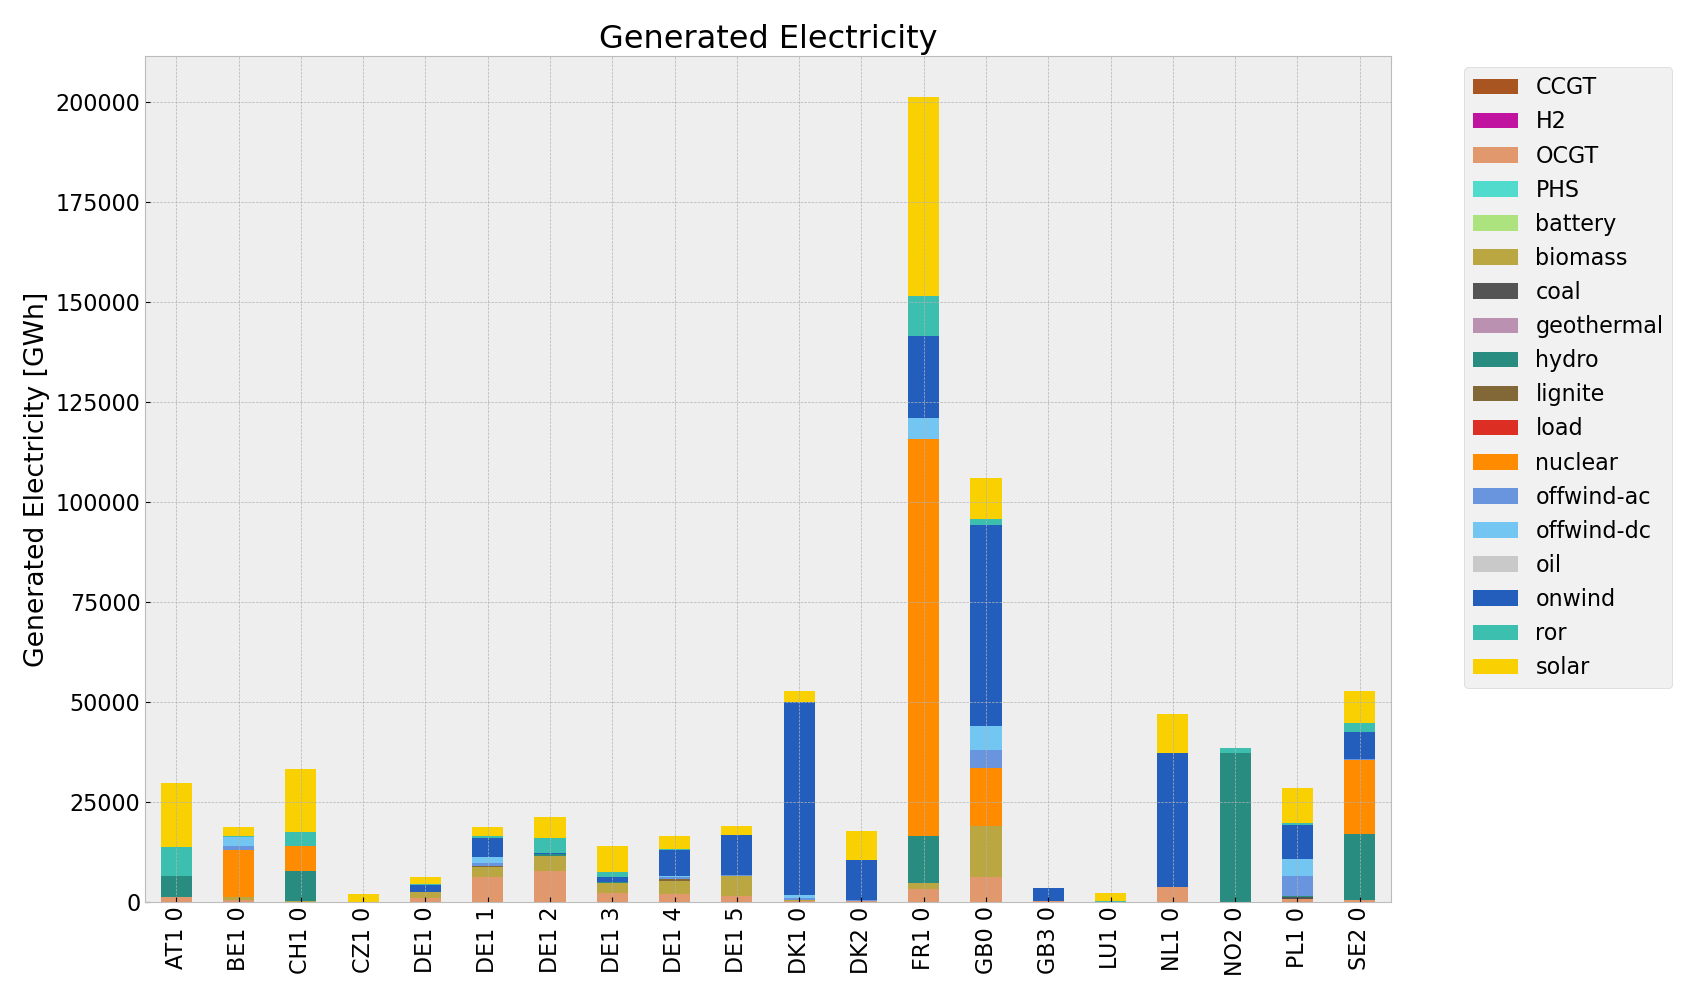 Generated Electricity
Generated Electricity [GWh]
200000
175000
150000
125000
100000
75000
50000
25000
0
AT1 0
BE1 0
CH1 0
CZ1 0
DE1 0
DE1 1
DE1 2
DE1 3
DE1 4
DE1 5
DK1 0
DK2 0
FR1 0
GB0 0
GB3 0
LU1 0
NL1 0
NO2 0
PL1 0
SE2 0
CCGT
H2
OCGT
PHS
battery
biomass
coal
geothermal
hydro
lignite
load
nuclear
offwind-ac
offwind-dc
oil
onwind
ror
solar